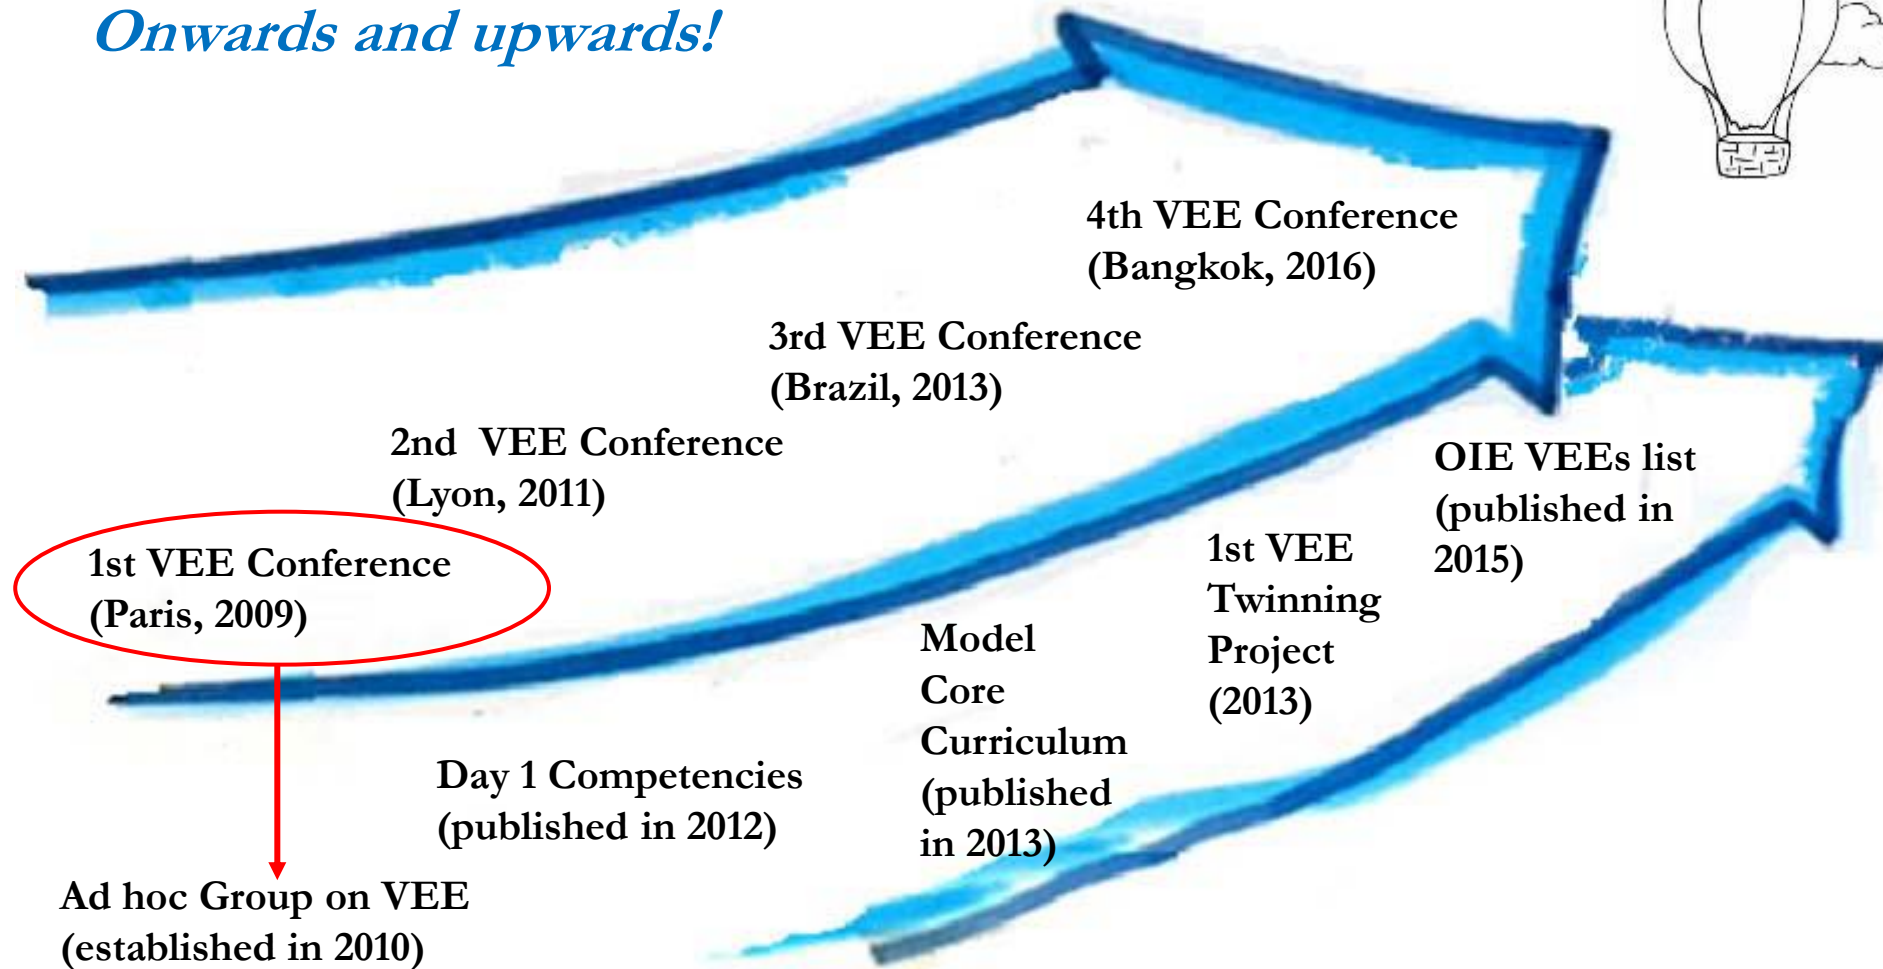 Onwards and upwards!
4th VEE Conference
(Bangkok, 2016)
3rd VEE Conference
(Brazil, 2013)
2nd  VEE Conference
(Lyon, 2011)
1st VEE Conference
(Paris, 2009)
OIE VEEs list
(published in
2015)
1st VEE
Twinning
Project
(2013)
Model
Core
Curriculum
(published
in 2013)
Day 1 Competencies
(published in 2012)
Ad hoc Group on VEE
(established in 2010)